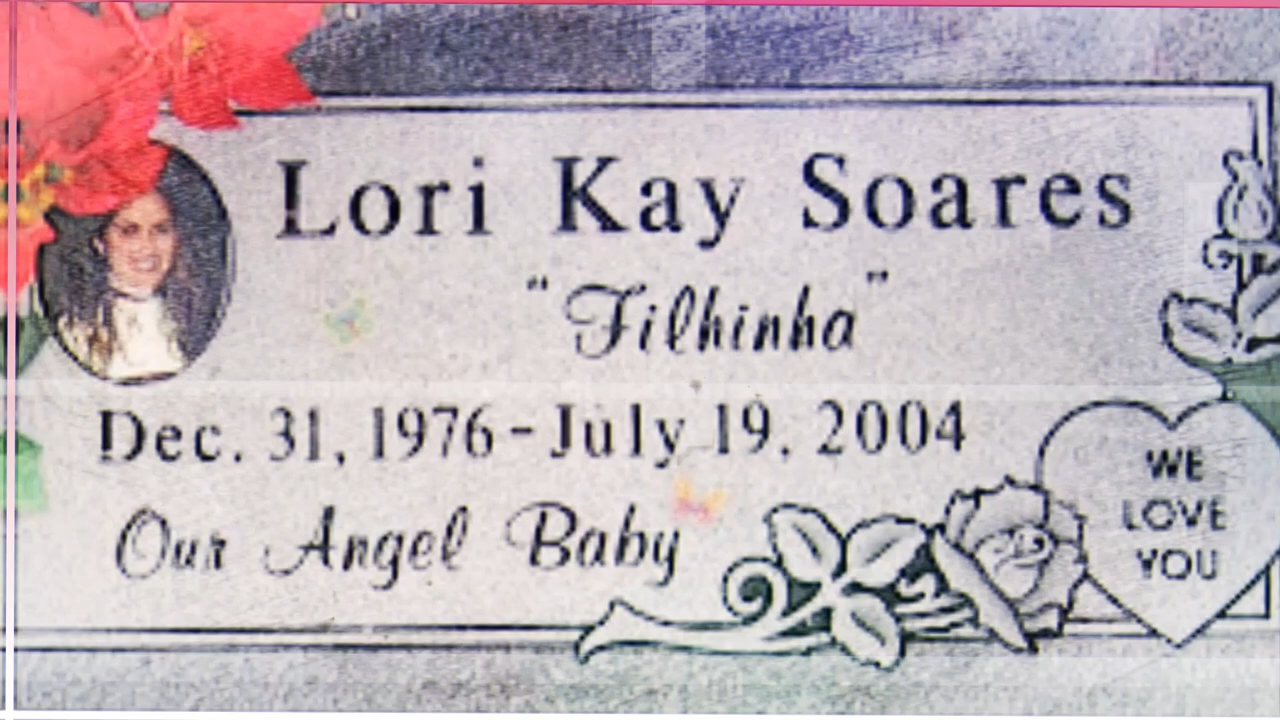 Lori Kay Soares
"Filhinha"
Dec. 31, 1976-July 19, 2004
Our Angel Baby
WE
LOVE
YOU